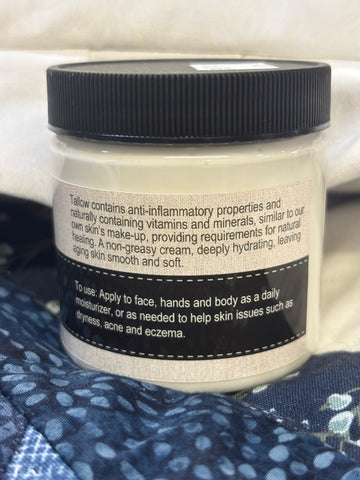 Tallow contains anti-inflammatory properties and
naturally containing vitamins and minerals, similar to our
own skin's make-up, providing requirements for natural
healing. A non-greasy cream, deeply hydrating, leaving
aging skin smooth and soft.
To use: Apply to face, hands and body as a daily
moisturizer, or as needed to help skin issues such as
dryness, acne and eczema.